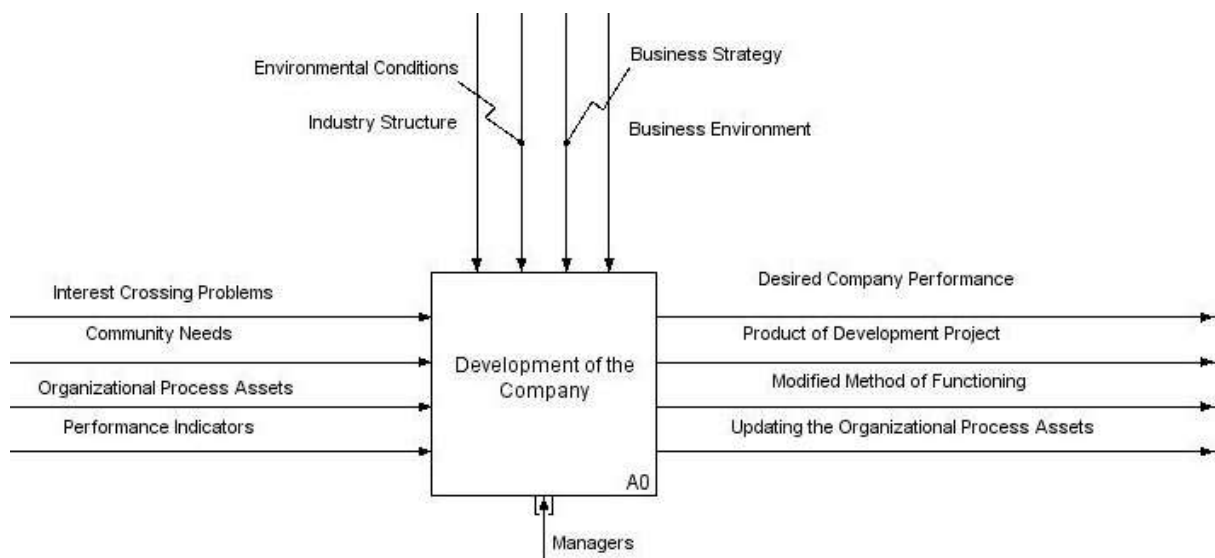 Business Strategy
Environmental Conditions
Industry Structure
Business Environment
Interest Crossing Problems
Community Needs
Organizational Process Assets
Performance Indicators
Development of the
Company
A0
Desired Company Performance
Product of Development Project
Modified Method of Functioning
Updating the Organizational Process Assets
Managers